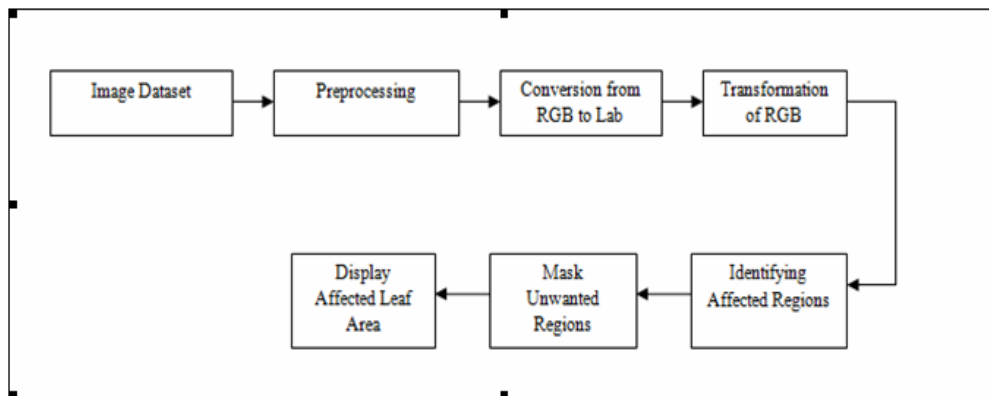 Image Dataset
Preprocessing
Conversion from
RGB to Lab
Transformation
of RGB
Identifying
Affected Regions
Mask
Unwanted
Regions
Display
Affected Leaf
Area